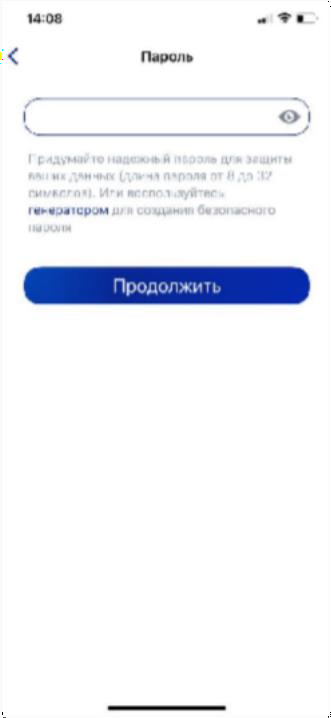 14:08
Пароль
Придумайте надежный пароль для защиты
ваших данных (длина пароля от 8 до 32
символов). Или воспользуйтесь
генератором для создания безопасного
пароля
Продолжить